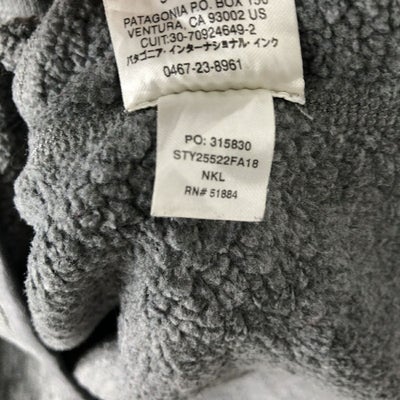 PATAGONIA P.O. BOX 150
VENTURA, CA 93002 US
CUIT:30-70924649-2
パタゴニア・インターナショナル・インク
0467-23-8961
PO: 315830
STY25522FA18
NKL
RN# 51884